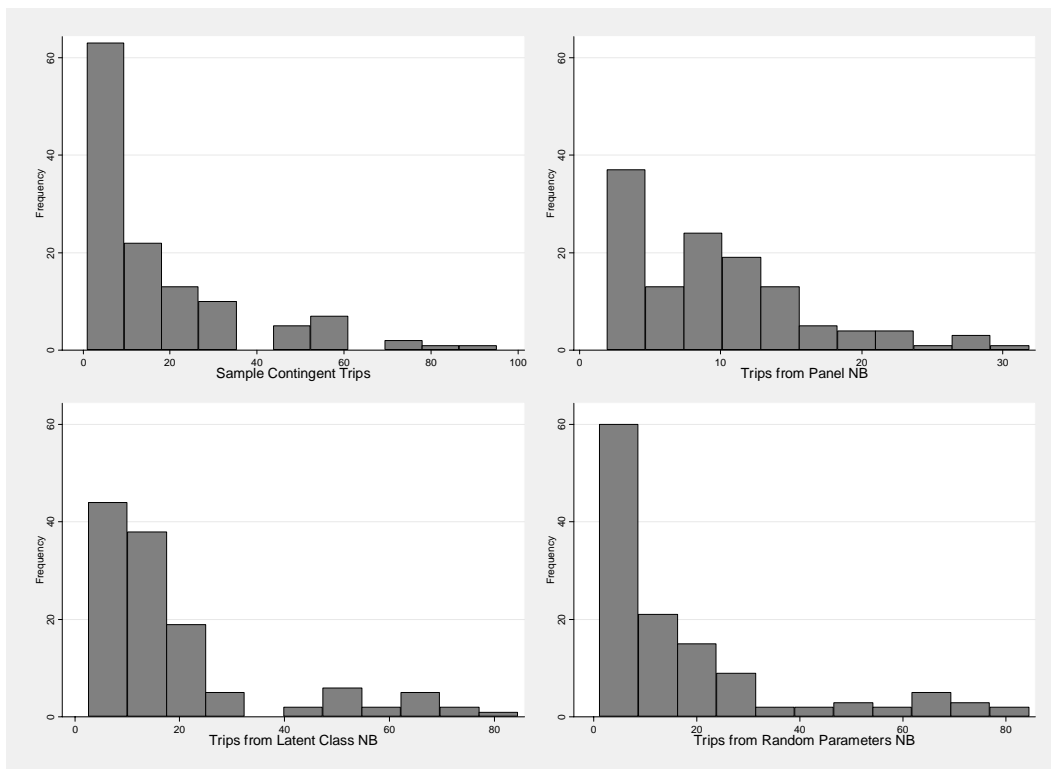 Frequency
0 20 40 60
0 20 40 60 80 100
Sample Contingent Trips
Frequency
0 20 40 60
0 10 20 30
Trips from Panel NB
Frequency
0 20 40 60
0 20 40 60 80
Trips from Latent Class NB
Frequency
0 20 40 60
0 20 40 60 80
Trips from Random Parameters NB